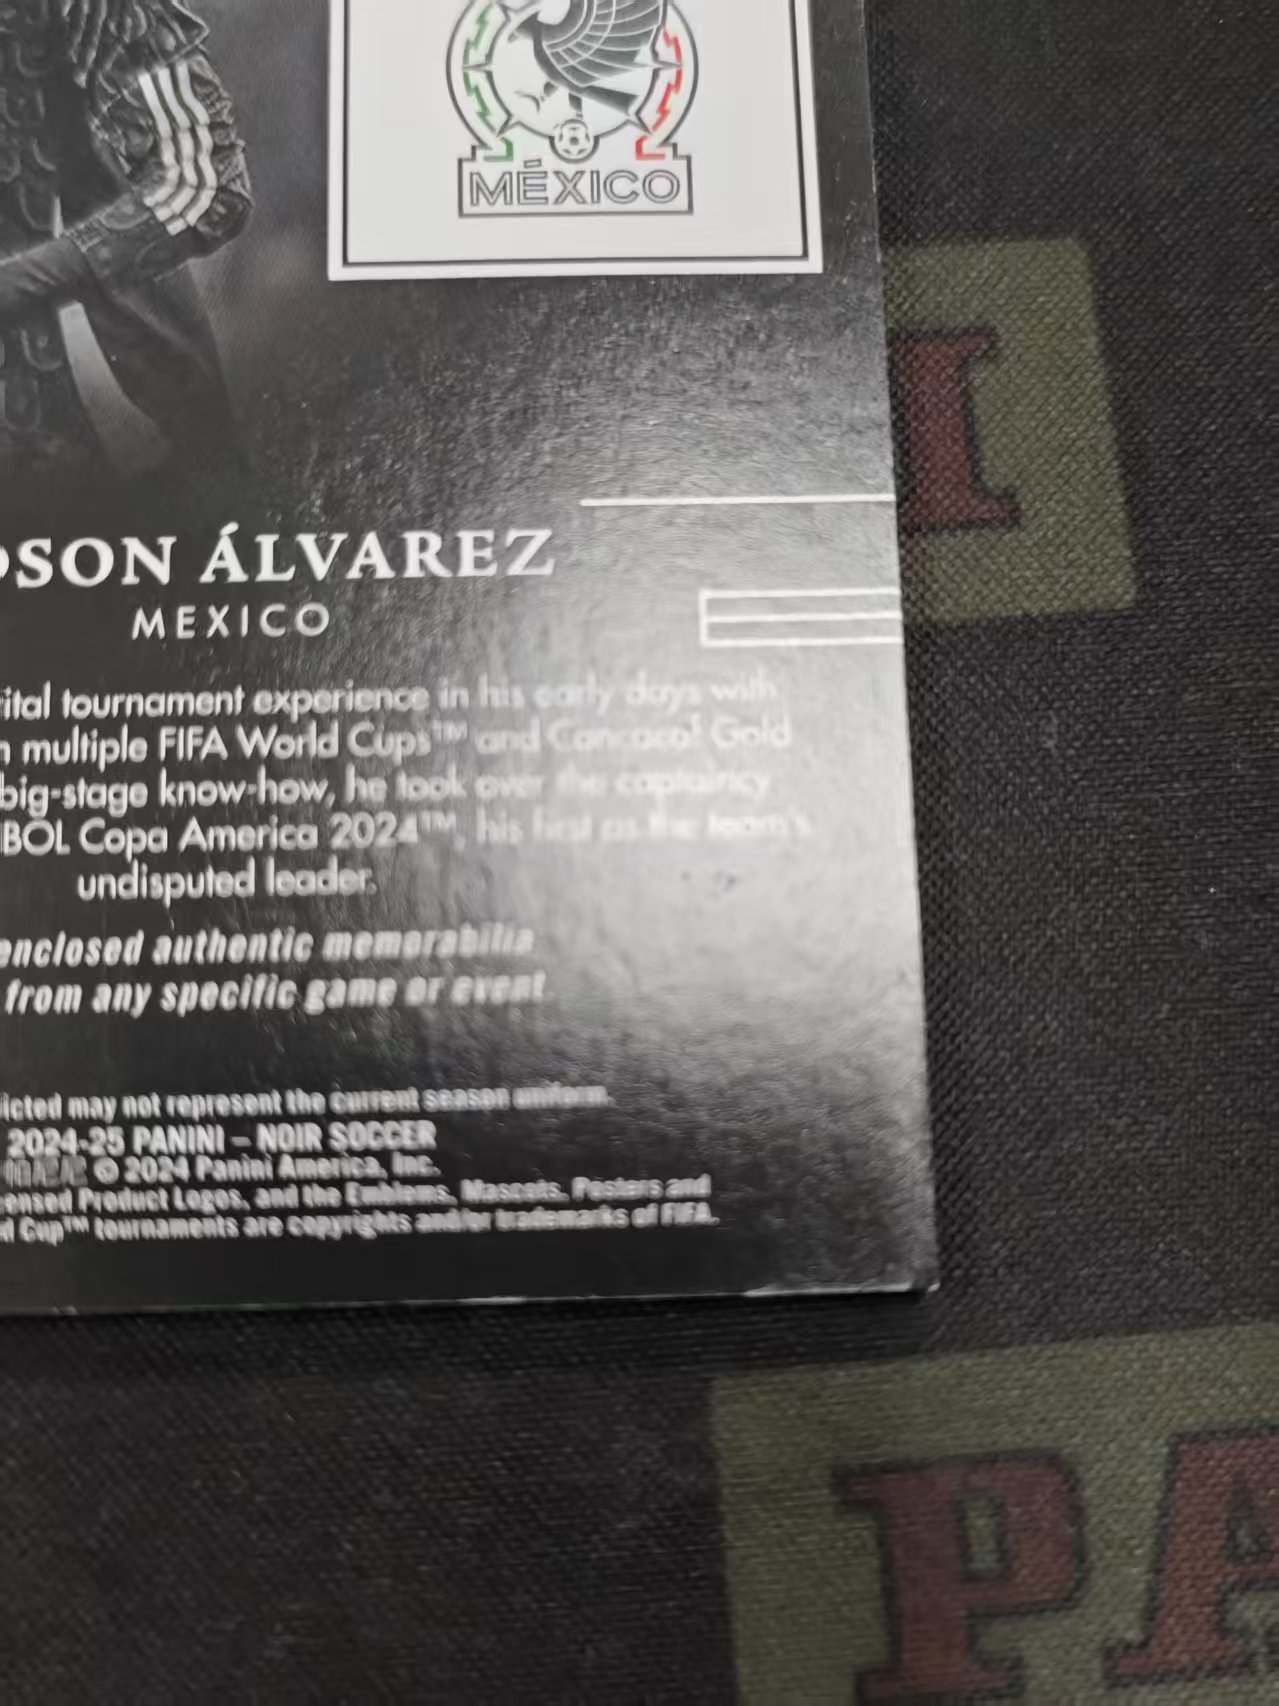 MÉXICO
I
DSON ÁLVAREZ
MEXICO
ital tournament experience in his early days with
n multiple FIFA World Cups™ and Concacaf Gold
big-stage know-how, he took over the captaincy
BOL Copa America 2024™, his first as the team's
undisputed leader.
enclosed authentic memorabilia
from any specific game or event
icted may not represent the current season uniform.
2024-25 PANINI – NOIR SOCCER
© 2024 Panini America, Inc.
ensed Product Logos, and the Emblems, Mascots, Posters and
d Cup™ tournaments are copyrights and/or trademarks of FIFA.
PA